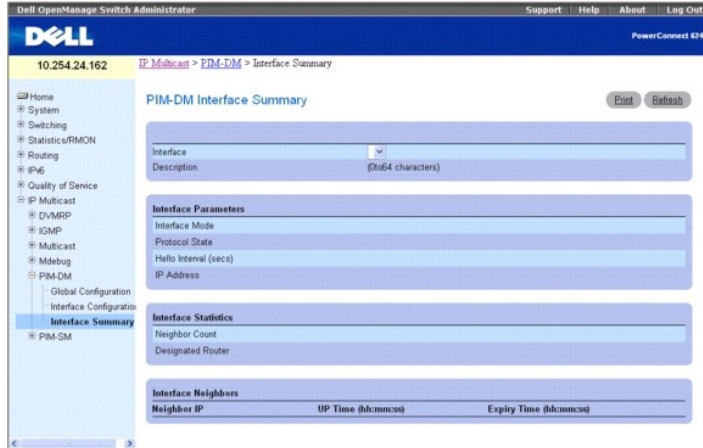 Dell OpenManage Switch Administrator
Support Help About Log Out
DELL
PowerConnect 624
10.254.24.162
IP Multicast > PIM-DM > Interface Summary
Home
System
Switching
Statistics/RMON
Routing
IPv6
Quality of Service
IP Multicast
DVMRP
IGMP
Multicast
Mdebug
PIM-DM
Global Configuration
Interface Configuration
Interface Summary
PIM-SM
PIM-DM Interface Summary
Print Refresh
Interface
Description (0to64 characters)
Interface Parameters
Interface Mode
Protocol State
Hello Interval (secs)
IP Address
Interface Statistics
Neighbor Count
Designated Router
Interface Neighbors
Neighbor IP UP Time (hh:mm:ss) Expiry Time (hh:mm:ss)